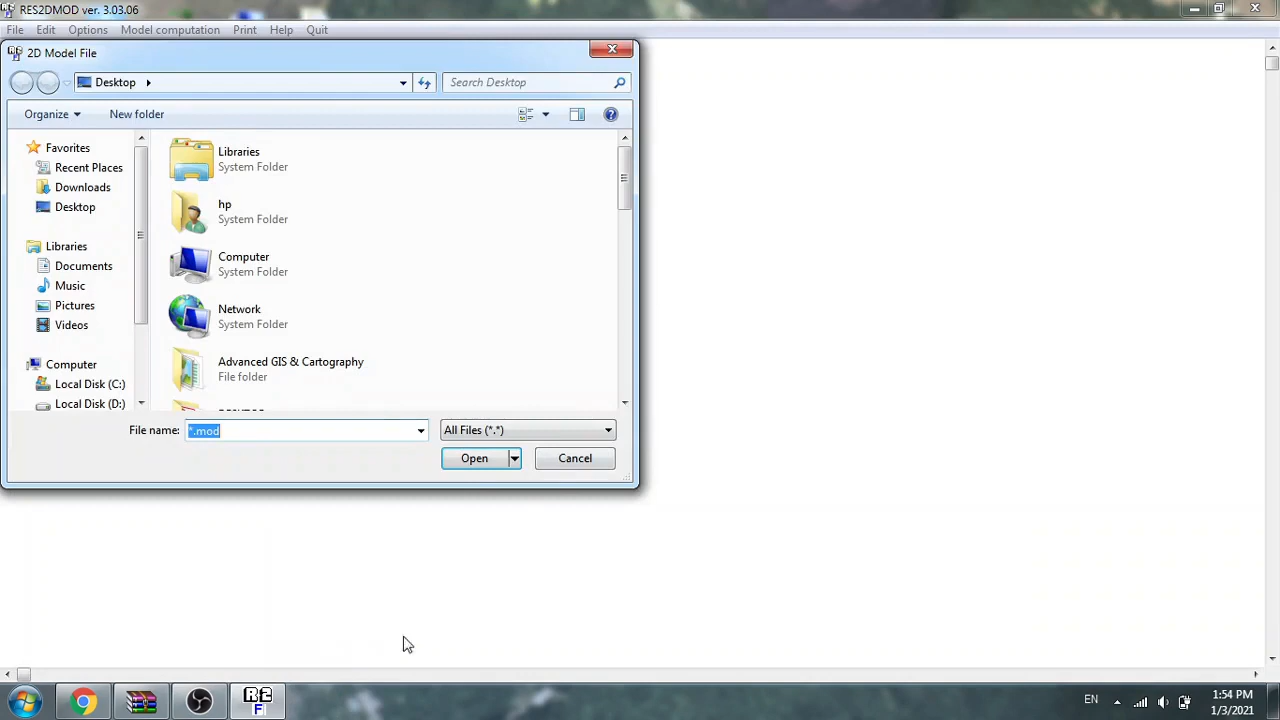 RES2DMOD ver. 3.03.06
File Edit Options Model computation Print Help Quit
2D Model File
Desktop
Search Desktop
Organize New folder
Favorites
Recent Places
Downloads
Desktop
Libraries
Documents
Music
Pictures
Videos
Computer
Local Disk (C:)
Local Disk (D:)
Libraries
System Folder
hp
System Folder
Computer
System Folder
Network
System Folder
Advanced GIS & Cartography
File folder
File name: *.mod All Files (*.*)
Open Cancel
EN
1:54 PM
1/3/2021